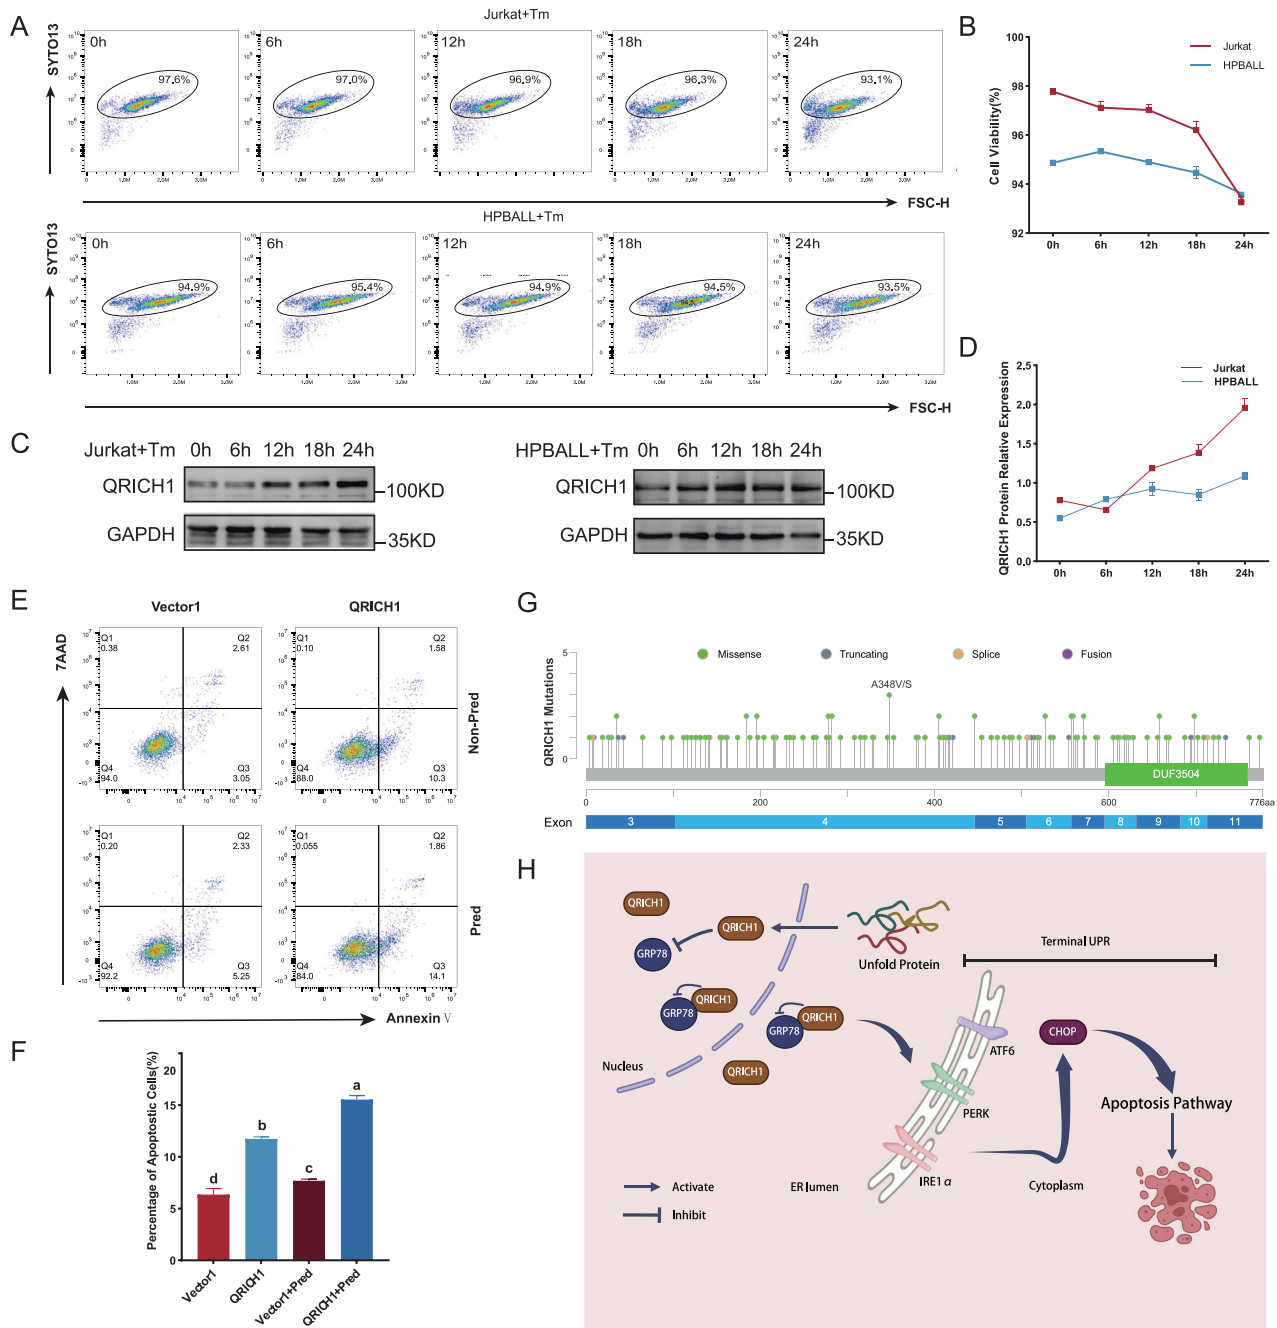 A
Jurkat+Tm
SYTO13
0h
97.6%
6h
97.0%
12h
96.9%
18h
96.3%
24h
93.1%
FSC-H
HPBALL+Tm
SYTO13
0h
94.9%
6h
95.4%
12h
94.9%
18h
94.5%
24h
93.5%
FSC-H
B
Cell Viability(%)
100
98
96
94
92
Jurkat
HPBALL
0h 6h 12h 18h 24h
C
Jurkat+Tm 0h 6h 12h 18h 24h
QRICH1
100KD
GAPDH
35KD
HPBALL+Tm 0h 6h 12h 18h 24h
QRICH1
100KD
GAPDH
35KD
D
QRICH1 Protein Relative Expression
Jurkat
HPBALL
2.5
2.0
1.5
1.0
0.5
0.0
0h 6h 12h 18h 24h
E
Vector1
QRICH1
7AAD
Q1
0.38
Q2
2.61
Q4
94.0
Q3
3.05
Q1
0.10
Q2
1.58
Q4
88.0
Q3
10.3
Non-Pred
Q1
0.20
Q2
2.33
Q4
92.2
Q3
5.25
Q1
0.055
Q2
1.86
Q4
84.0
Q3
14.1
Pred
Annexin V
F
Percentage of Apoptostic Cells(%)
20
15
10
5
0
d
b
c
a
Vector1
QRICH1
Vector1+Pred
QRICH1+Pred
G
QRICH1 Mutations
5
0
Missense
Truncating
Splice
Fusion
A348V/S
DUF3504
0 200 400 600 776aa
Exon 3 4 5 6 7 8 9 10 11
H
QRICH1
QRICH1
GRP78
Unfold Protein
Terminal UPR
QRICH1
GRP78
QRICH1
GRP78
QRICH1
Nucleus
ATF6
CHOP
PERK
Apoptosis Pathway
IRE1α
ER lumen
Cytoplasm
Activate
Inhibit